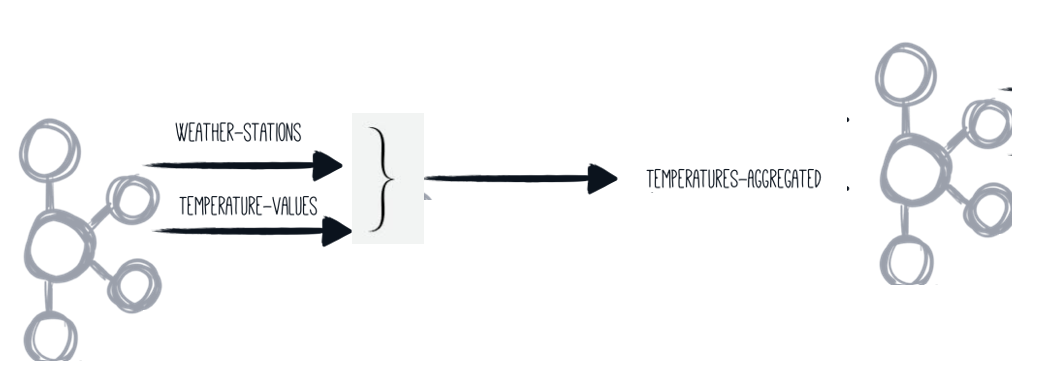 WEATHER-STATIONS
TEMPERATURE-VALUES
}
TEMPERATURES-AGGREGATED